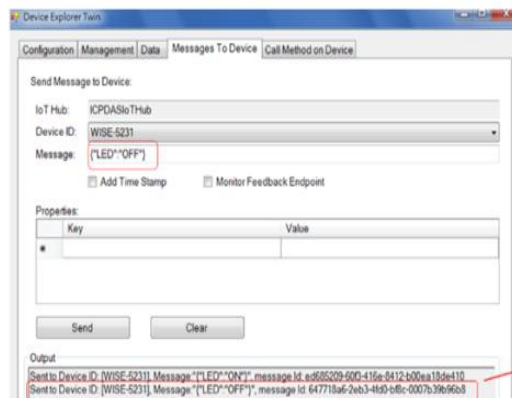 Device Explorer Twin
Configuration Management Data Messages To Device Call Method on Device
Send Message to Device:
IoT Hub: ICPDASIoTHub
Device ID: WISE-5231
Message: {"LED":"OFF"}
Add Time Stamp Monitor Feedback Endpoint
Properties:
Key Value
Send Clear
Output
Sent to Device ID: [WISE-5231], Message:"{"LED":"ON"}", message Id: ed685209-60f3-416e-8412-b00ea18de410
Sent to Device ID: [WISE-5231], Message:"{"LED":"OFF"}", message Id: 647718a6-2eb3-4fd0-bf8c-0007b39b96b8